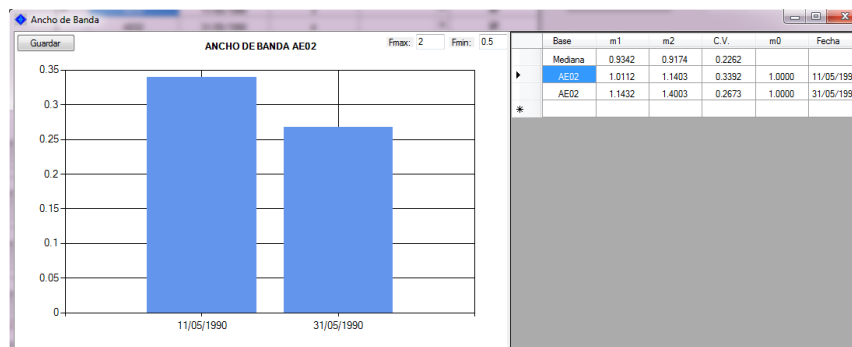 Ancho de Banda
Guardar
ANCHO DE BANDA AE02
Fmax: 2 Fmin: 0.5
0.35
0.3
0.25
0.2
0.15
0.1
0.05
0
11/05/1990 31/05/1990
Base m1 m2 C.V. m0 Fecha
Mediana 0.9342 0.9174 0.2262
AE02 1.0112 1.1403 0.3392 1.0000 11/05/199
AE02 1.1432 1.4003 0.2673 1.0000 31/05/199